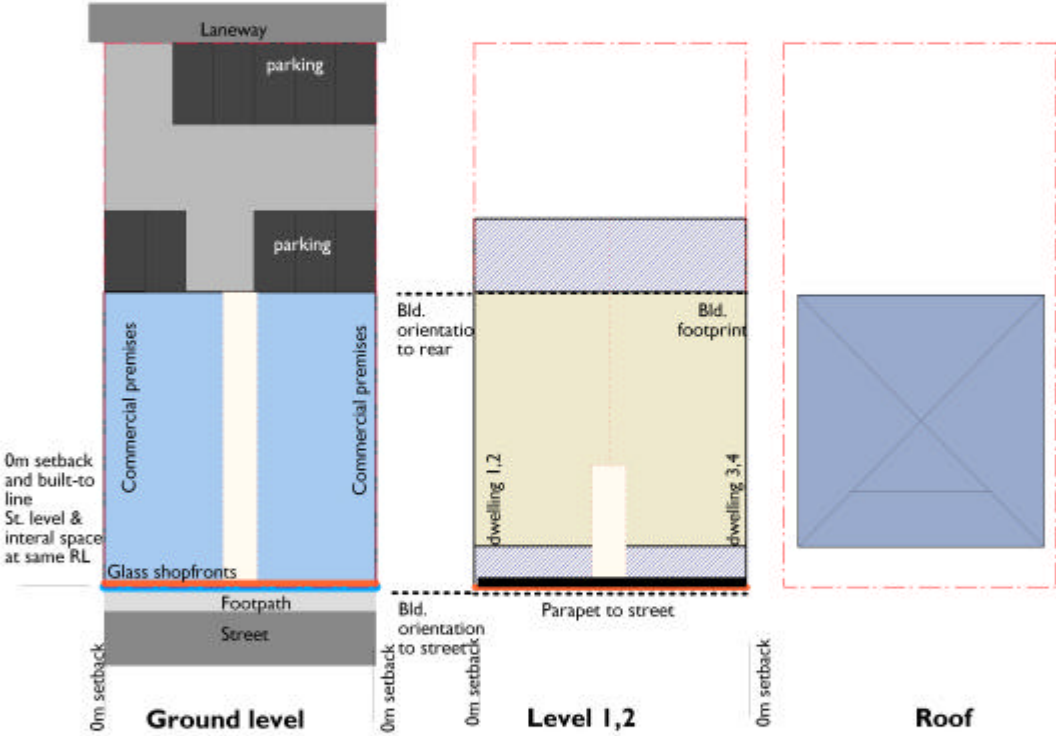 Laneway
parking
parking
Commercial premises
Commercial premises
0m setback
and built-to
line
St. level &
interal space
at same RL
Glass shopfronts
Footpath
Street
0m setback
0m setback
Ground level
Bld.
orientatio
to rear
Bld.
footprint
dwelling 1,2
dwelling 3,4
Bld.
orientation
to street
Parapet to street
0m setback
0m setback
Level 1,2
Roof